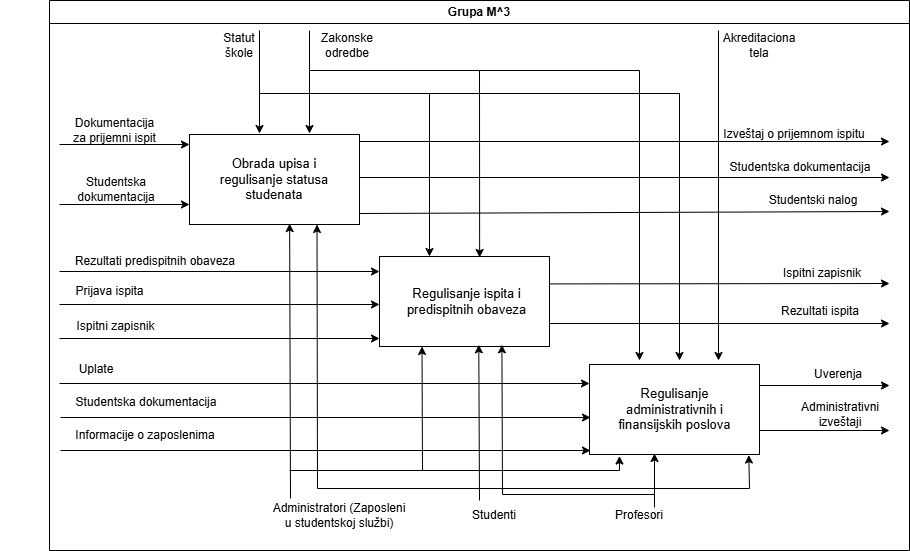 Grupa M^3
Statut
škole
Zakonske
odredbe
Akreditaciona
tela
Dokumentacija
za prijemni ispit
Studentska
dokumentacija
Obrada upisa i
regulisanje statusa
studenata
Izveštaj o prijemnom ispitu
Studentska dokumentacija
Studentski nalog
Rezultati predispitnih obaveza
Prijava ispita
Ispitni zapisnik
Regulisanje ispita i
predispitnih obaveza
Ispitni zapisnik
Rezultati ispita
Uplate
Studentska dokumentacija
Informacije o zaposlenima
Regulisanje
administrativnih i
finansijskih poslova
Uverenja
Administrativni
izveštaji
Administratori (Zaposleni
u studentskoj službi)
Studenti
Profesori